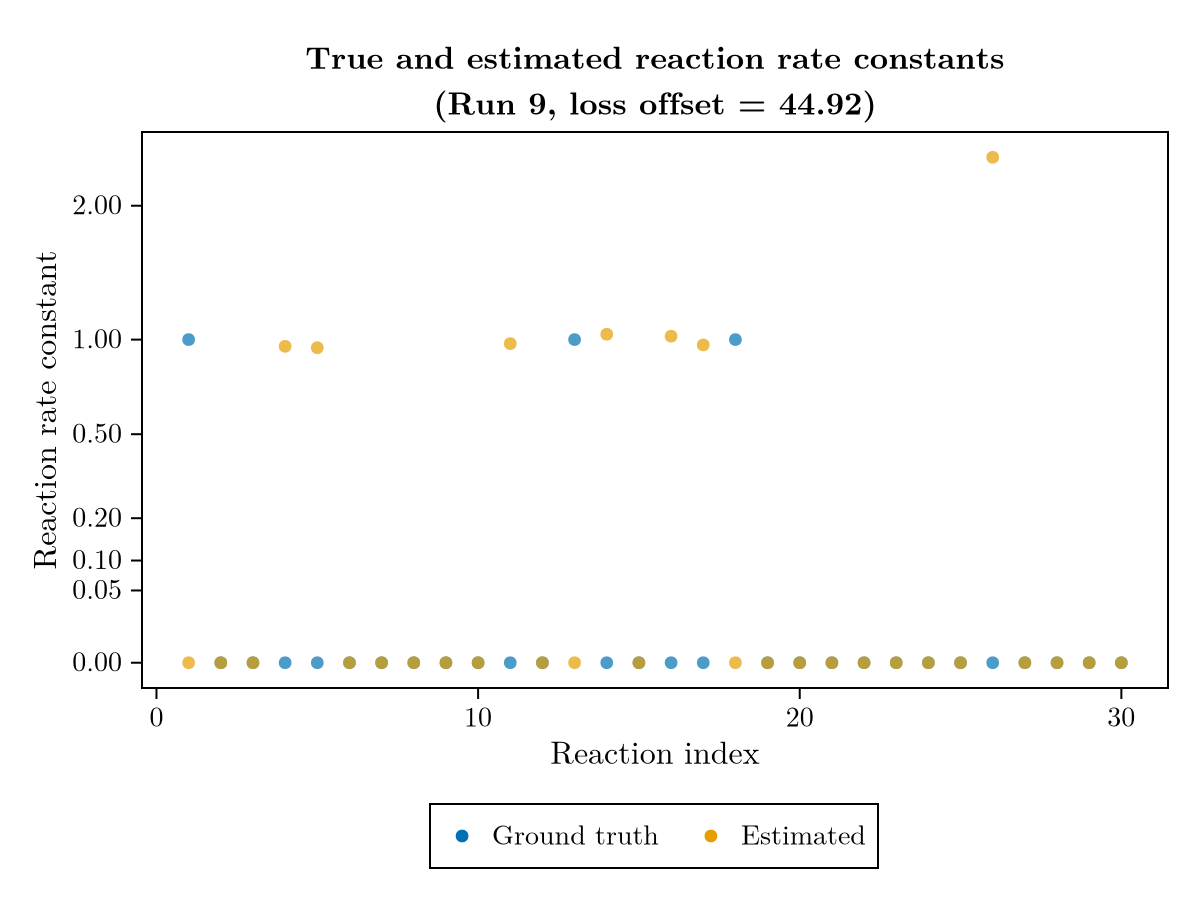 True and estimated reaction rate constants
(Run 9, loss offset = 44.92)
Reaction rate constant
2.00
1.00
0.50
0.20
0.10
0.05
0.00
0 10 20 30
Reaction index
Ground truth Estimated